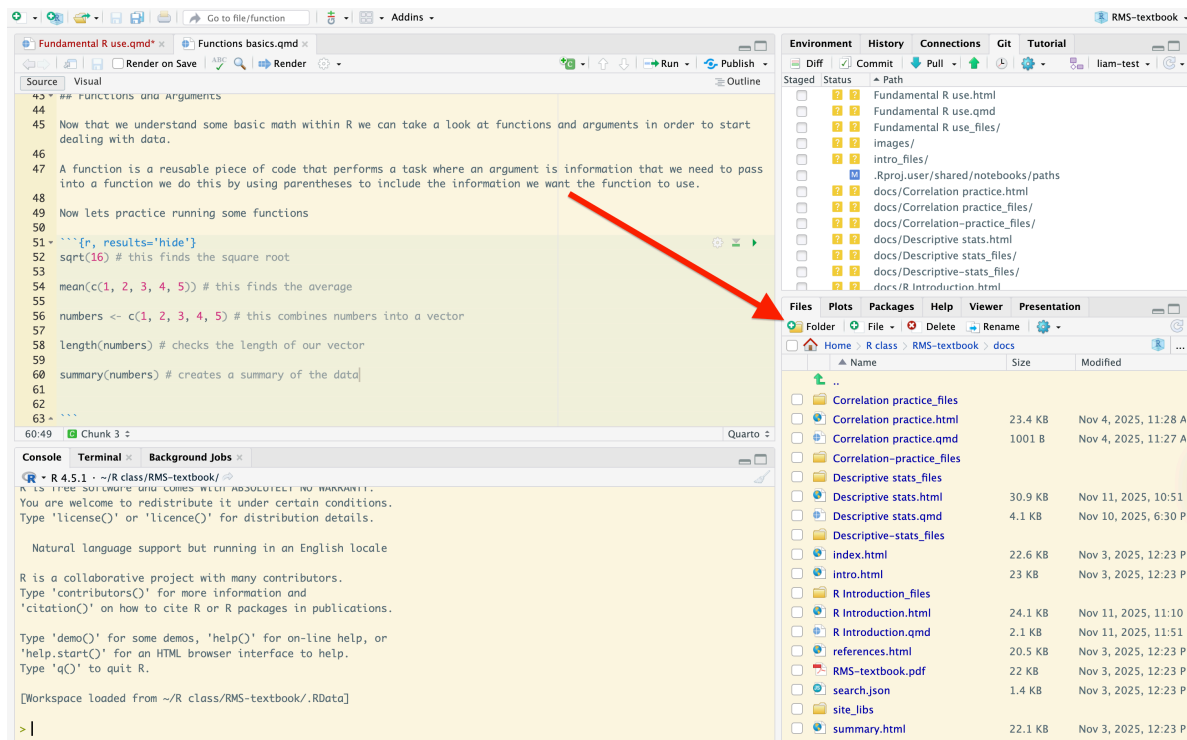 Go to file/function
Addins
RMS-textbook
Fundamental R use.qmd*
Functions basics.qmd
Render on Save
ABC
Render
Run
Publish
Source
Visual
Outline
43 ## Functions and Arguments
44
45 Now that we understand some basic math within R we can take a look at functions and arguments in order to start
dealing with data.
46
47 A function is a reusable piece of code that performs a task where an argument is information that we need to pass
into a function we do this by using parentheses to include the information we want the function to use.
48
49 Now lets practice running some functions
50
51 ```{r, results='hide'}
52 sqrt(16) # this finds the square root
53
54 mean(c(1, 2, 3, 4, 5)) # this finds the average
55
56 numbers <- c(1, 2, 3, 4, 5) # this combines numbers into a vector
57
58 length(numbers) # checks the length of our vector
59
60 summary(numbers) # creates a summary of the data
61
62
63 ```
60:49 Chunk 3 Quarto
Console Terminal Background Jobs
R 4.5.1 · ~/R class/RMS-textbook/
R is free software and comes with ABSOLUTELY NO WARRANTY.
You are welcome to redistribute it under certain conditions.
Type 'license()' or 'licence()' for distribution details.
Natural language support but running in an English locale
R is a collaborative project with many contributors.
Type 'contributors()' for more information and
'citation()' on how to cite R or R packages in publications.
Type 'demo()' for some demos, 'help()' for on-line help, or
'help.start()' for an HTML browser interface to help.
Type 'q()' to quit R.
[Workspace loaded from ~/R class/RMS-textbook/.RData]
>
Environment History Connections Git Tutorial
Diff Commit Pull liam-test
Staged Status Path
? ? Fundamental R use.html
? ? Fundamental R use.qmd
? ? Fundamental R use_files/
? ? images/
? ? intro_files/
M .Rproj.user/shared/notebooks/paths
? ? docs/Correlation practice.html
? ? docs/Correlation practice_files/
? ? docs/Correlation-practice_files/
? ? docs/Descriptive stats.html
? ? docs/Descriptive stats_files/
? ? docs/Descriptive-stats_files/
? ? docs/R Introduction.html
Files Plots Packages Help Viewer Presentation
Folder File Delete Rename
Home > R class > RMS-textbook > docs ...
Name Size Modified
..
Correlation practice_files
Correlation practice.html 23.4 KB Nov 4, 2025, 11:28 A
Correlation practice.qmd 1001 B Nov 4, 2025, 11:27 A
Correlation-practice_files
Descriptive stats_files
Descriptive stats.html 30.9 KB Nov 11, 2025, 10:51
Descriptive stats.qmd 4.1 KB Nov 10, 2025, 6:30 P
Descriptive-stats_files
index.html 22.6 KB Nov 3, 2025, 12:23 P
intro.html 23 KB Nov 3, 2025, 12:23 P
R Introduction_files
R Introduction.html 24.1 KB Nov 11, 2025, 11:10
R Introduction.qmd 2.1 KB Nov 11, 2025, 11:51
references.html 20.5 KB Nov 3, 2025, 12:23 P
RMS-textbook.pdf 22 KB Nov 3, 2025, 12:23 P
search.json 1.4 KB Nov 3, 2025, 12:23 P
site_libs
summary.html 22.1 KB Nov 3, 2025, 12:23 P